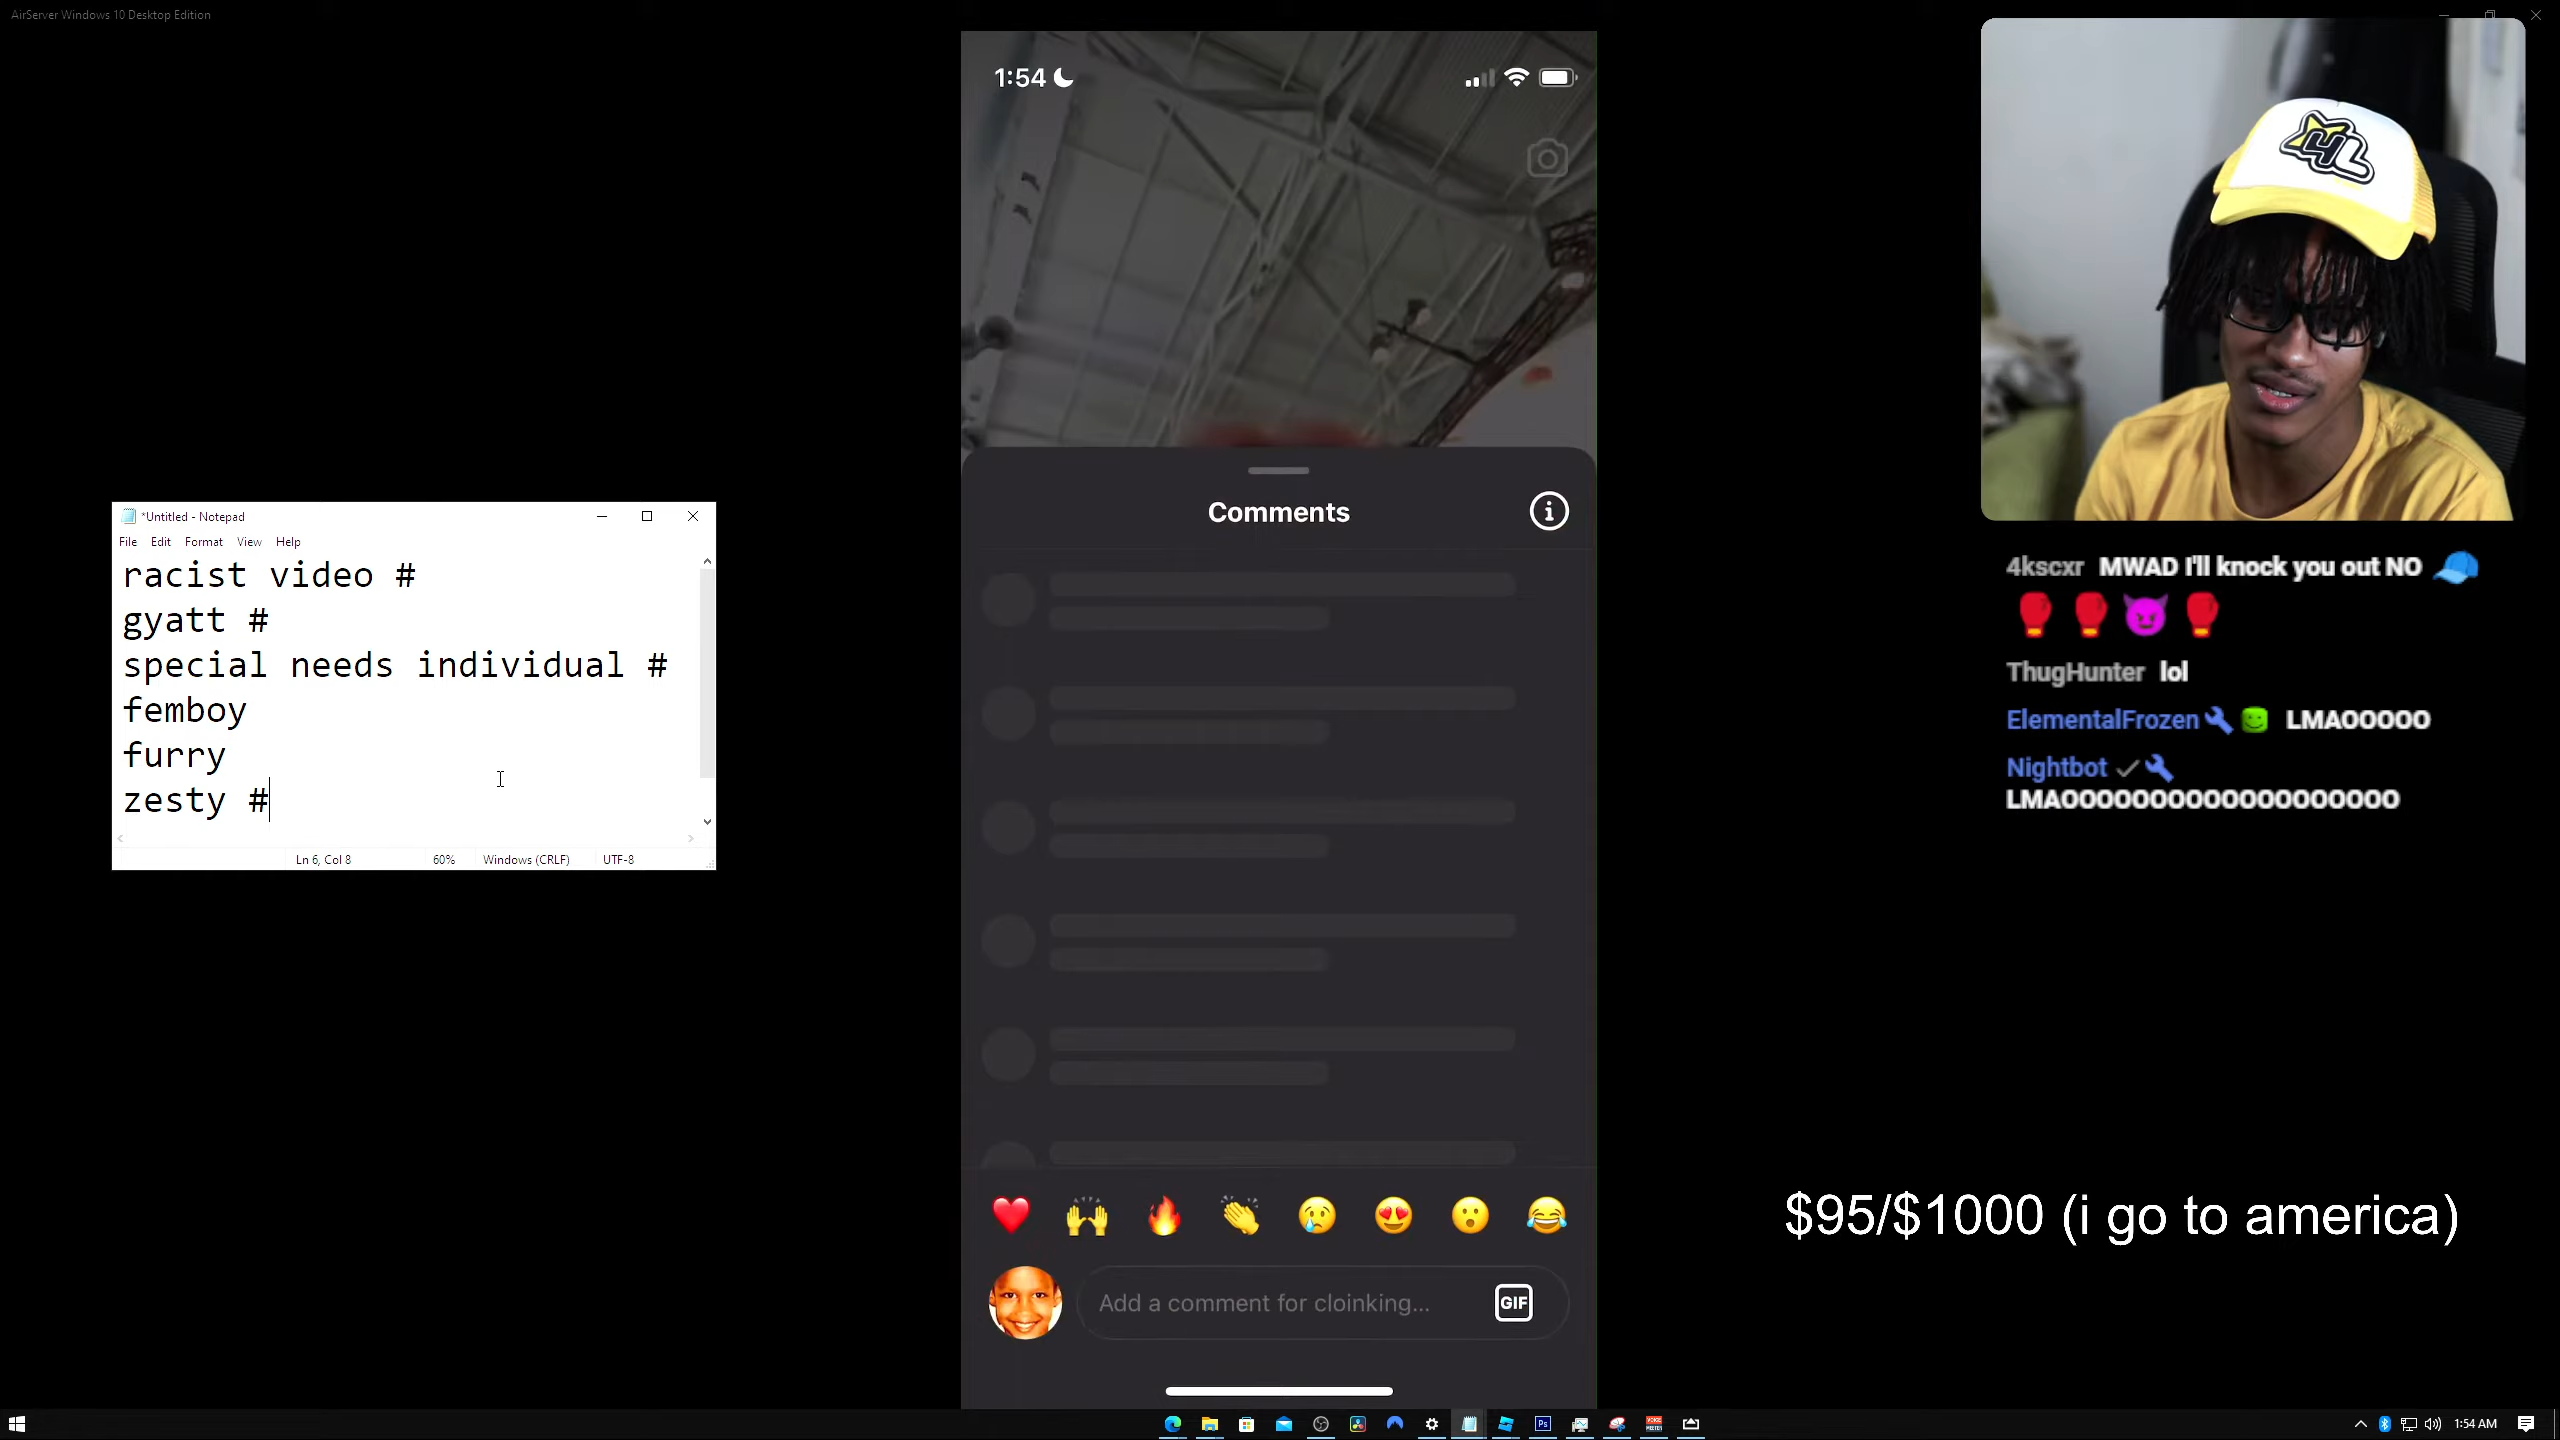 AirServer Windows 10 Desktop Edition
1:54
4L
Comments
*Untitled - Notepad
File Edit Format View Help
racist video #
gyatt #
special needs individual #
femboy
furry
zesty #
Ln 6, Col 8 60% Windows (CRLF) UTF-8
4kscxr MWAD I'll knock you out NO 🧢
🥊 🥊 😈 🥊
ThugHunter lol
ElementalFrozen LMAOOOOO
Nightbot
LMAOOOOOOOOOOOOOOOOOOO
❤️ 🙌 🔥 👏 😢 😍 😮 😂
Add a comment for cloinking... GIF
$95/$1000 (i go to america)
Ps
1:54 AM